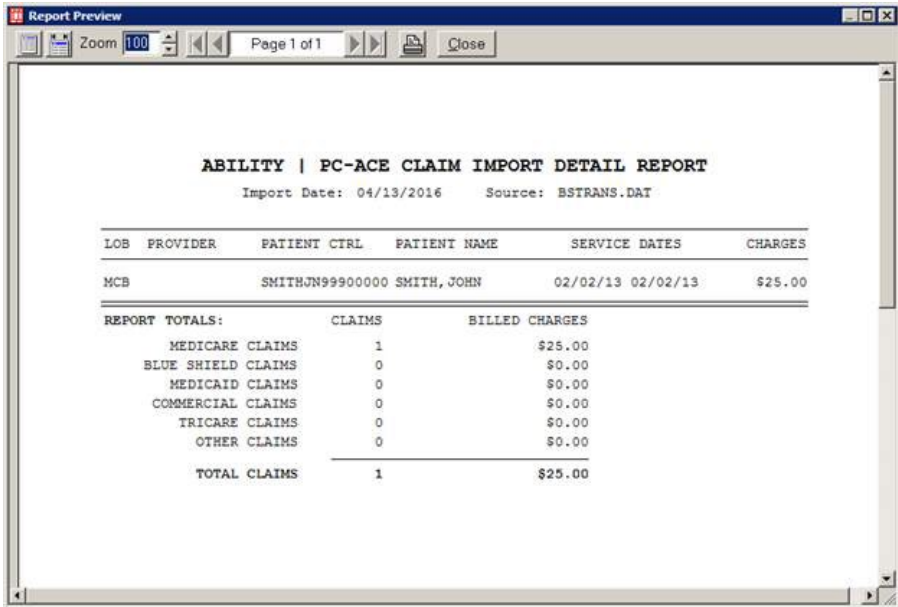 Report Preview
Zoom 100 Page 1 of 1 Close
ABILITY | PC-ACE CLAIM IMPORT DETAIL REPORT
Import Date: 04/13/2016 Source: BSTRANS.DAT
LOB PROVIDER PATIENT CTRL PATIENT NAME SERVICE DATES CHARGES
MCB SMITHJN99900000 SMITH, JOHN 02/02/13 02/02/13 $25.00
REPORT TOTALS: CLAIMS BILLED CHARGES
MEDICARE CLAIMS 1 $25.00
BLUE SHIELD CLAIMS 0 $0.00
MEDICAID CLAIMS 0 $0.00
COMMERCIAL CLAIMS 0 $0.00
TRICARE CLAIMS 0 $0.00
OTHER CLAIMS 0 $0.00
TOTAL CLAIMS 1 $25.00